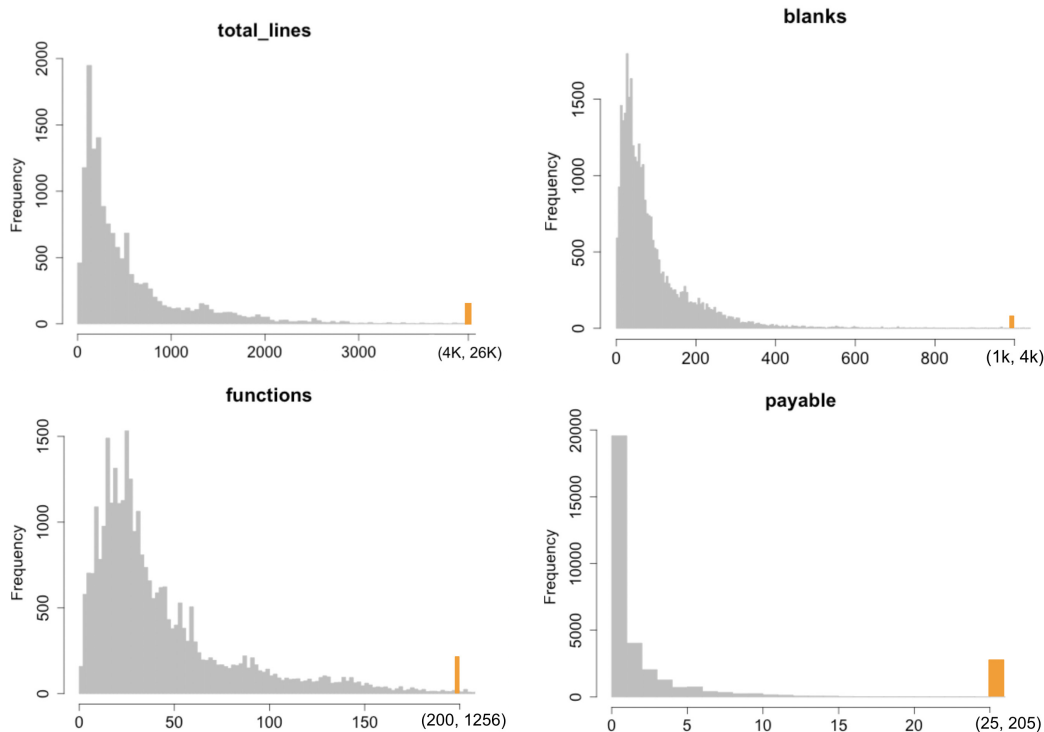 total_lines
Frequency
2000
1500
1000
500
0
0 1000 2000 3000
(4K, 26K)
blanks
Frequency
1500
1000
500
0
0 200 400 600 800
(1k, 4k)
functions
Frequency
1500
1000
500
0
0 50 100 150
(200, 1256)
payable
Frequency
20000
15000
10000
5000
0
0 5 10 15 20
(25, 205)